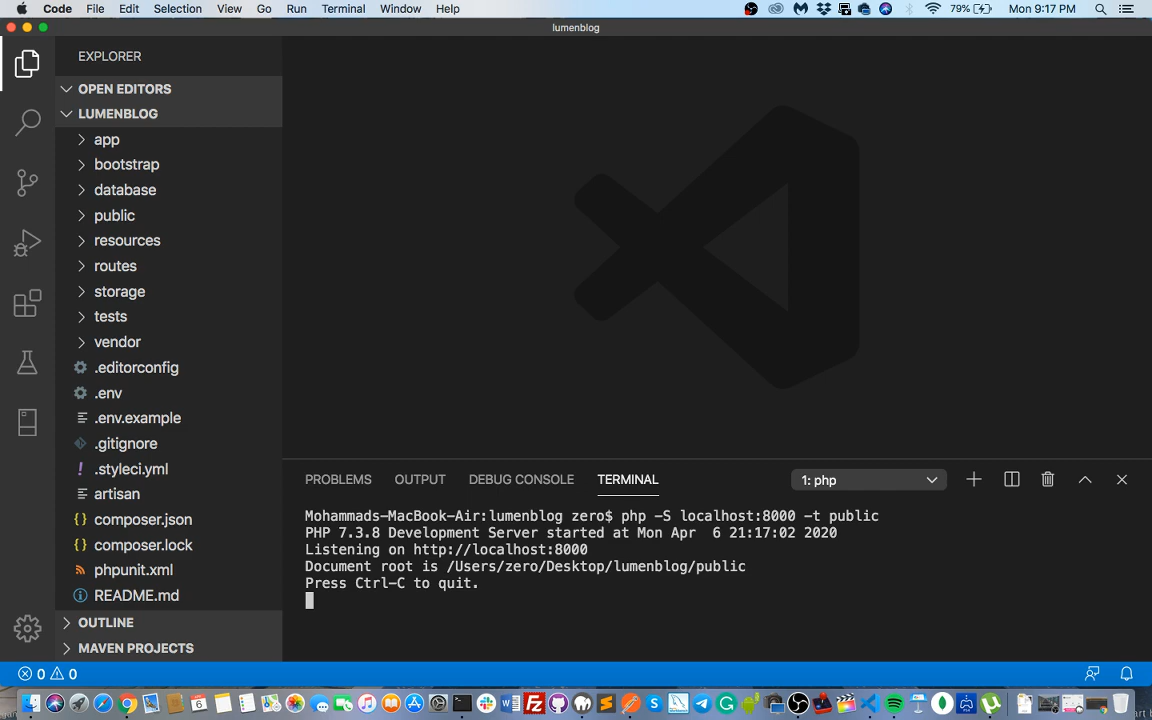 Code File Edit Selection View Go Run Terminal Window Help 79% Mon 9:17 PM
lumenblog
EXPLORER
OPEN EDITORS
LUMENBLOG
app
bootstrap
database
public
resources
routes
storage
tests
vendor
.editorconfig
.env
.env.example
.gitignore
! .styleci.yml
artisan
{} composer.json
{} composer.lock
phpunit.xml
README.md
OUTLINE
MAVEN PROJECTS
PROBLEMS OUTPUT DEBUG CONSOLE TERMINAL 1: php
Mohammads-MacBook-Air:lumenblog zero$ php -S localhost:8000 -t public
PHP 7.3.8 Development Server started at Mon Apr  6 21:17:02 2020
Listening on http://localhost:8000
Document root is /Users/zero/Desktop/lumenblog/public
Press Ctrl-C to quit.
0 0